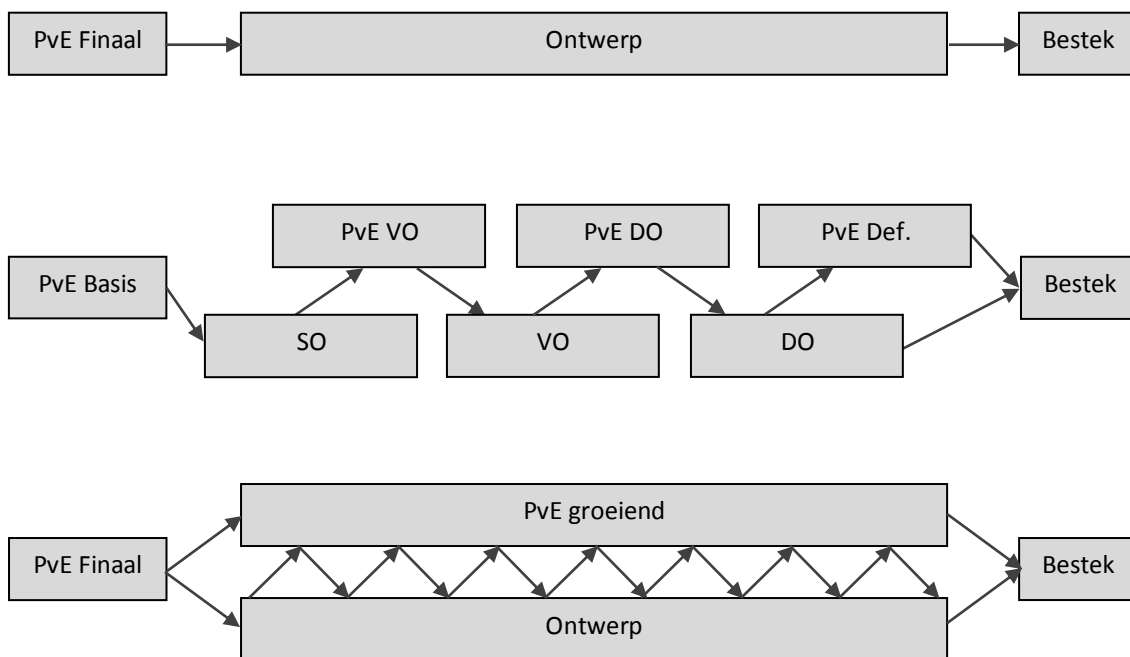 PvE Finaal
Ontwerp
Bestek
PvE VO
PvE DO
PvE Def.
PvE Basis
Bestek
SO
VO
DO
PvE groeiend
PvE Finaal
Bestek
Ontwerp